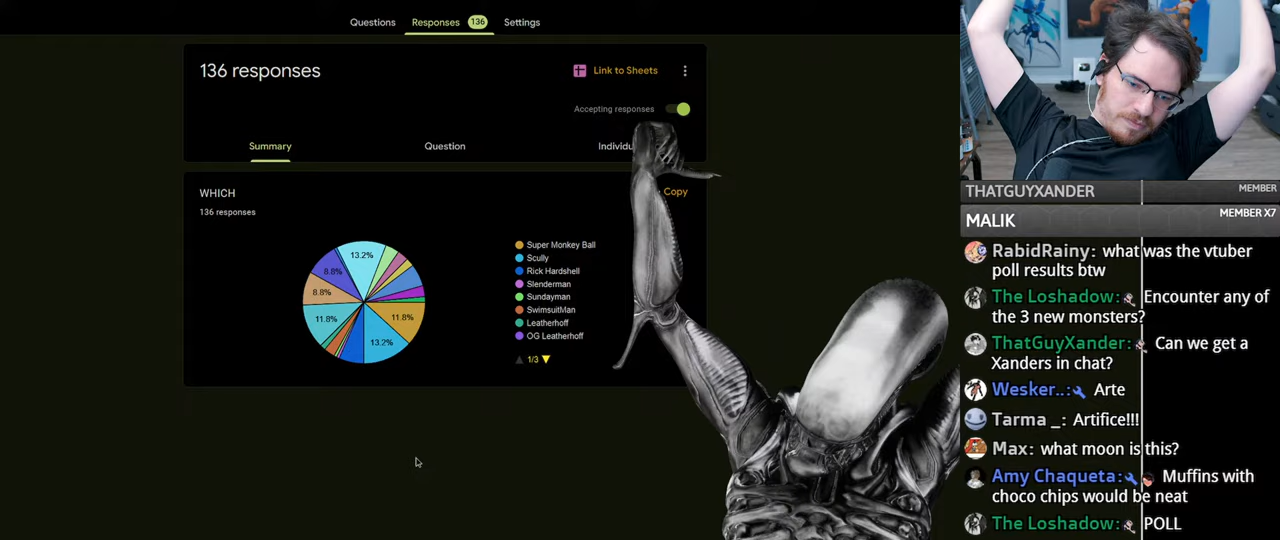 Questions Responses 136 Settings
136 responses
Link to Sheets
Accepting responses
Summary Question
WHICH
Copy
136 responses
13.2%
8.8%
8.8%
11.8%
11.8%
13.2%
Super Monkey Ball
Scully
Rick Hardshell
Slenderman
Sundayman
SwimsuitMan
Leatherhoff
OG Leatherhoff
1/3
THATGUYXANDER MEMBER
MALIK MEMBER X7
RabidRainy: what was the vtuber
poll results btw
The Loshadow: Encounter any of
the 3 new monsters?
ThatGuyXander: Can we get a
Xanders in chat?
Wesker..: Arte
Tarma _: Artifice!!!
Max: what moon is this?
Amy Chaqueta: Muffins with
choco chips would be neat
The Loshadow: POLL